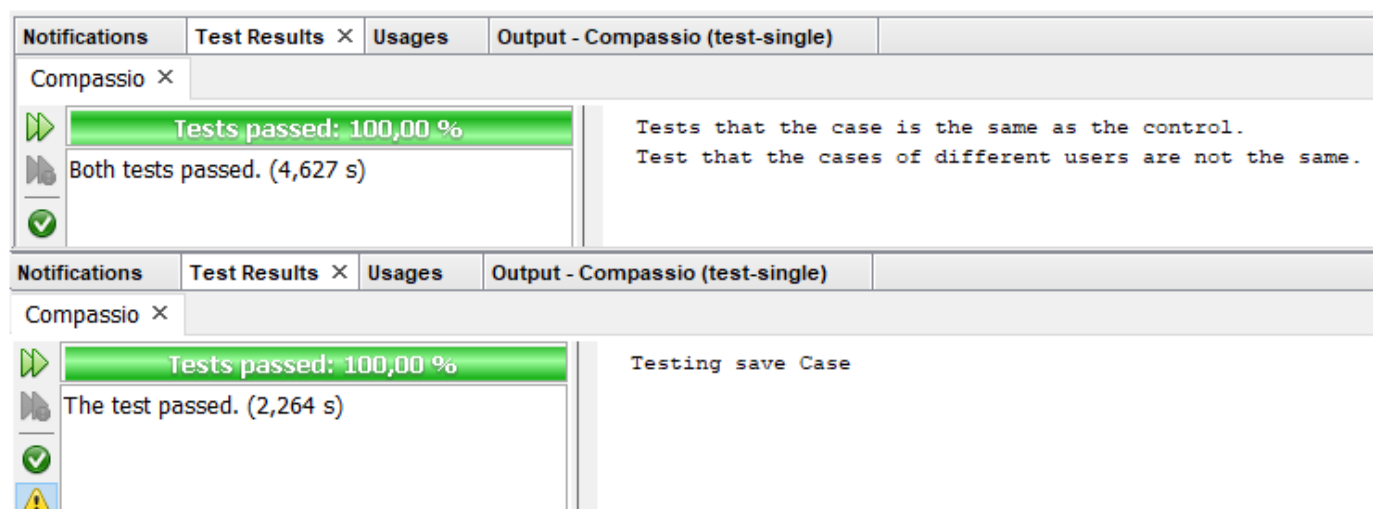 Notifications Test Results × Usages Output - Compassio (test-single)
Compassio ×
Tests passed: 100,00 %
Both tests passed. (4,627 s)
Tests that the case is the same as the control.
Test that the cases of different users are not the same.
Notifications Test Results × Usages Output - Compassio (test-single)
Compassio ×
Tests passed: 100,00 %
The test passed. (2,264 s)
Testing save Case